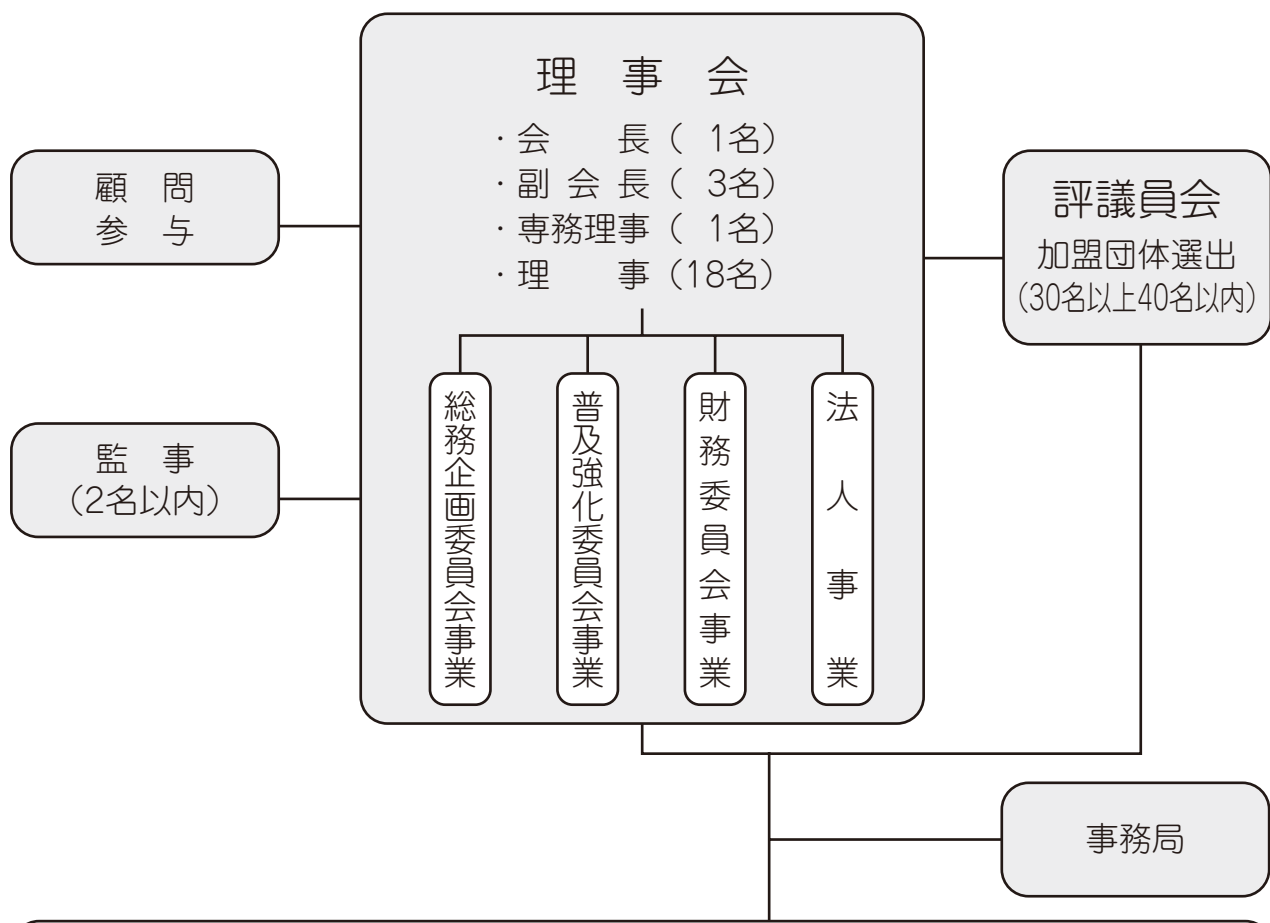 理事会
・会長( 1名)
・副会長( 3名)
・専務理事( 1名)
・理事(18名)
顧問
参与
評議員会
加盟団体選出
(30名以上40名以内)
監事
(2名以内)
総務企画委員会事業
普及強化委員会事業
財務委員会事業
法人事業
事務局